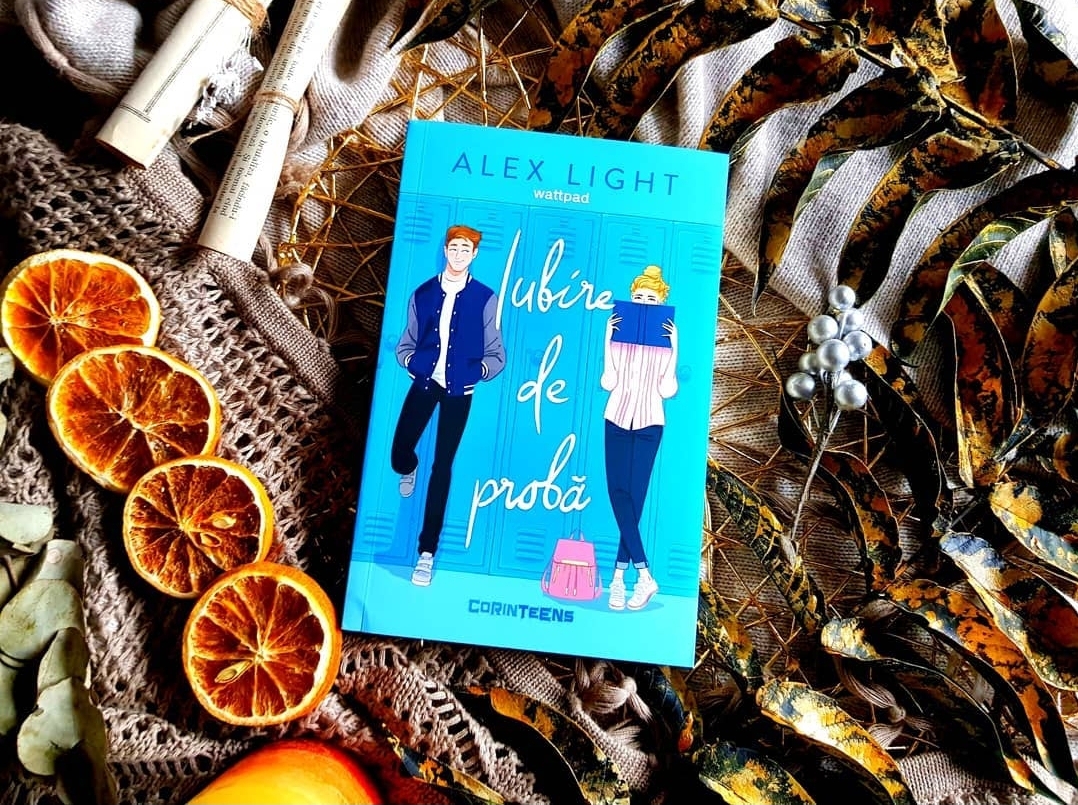 ALEX LIGHT
wattpad
Iubire
de
probă
CORINTEENS